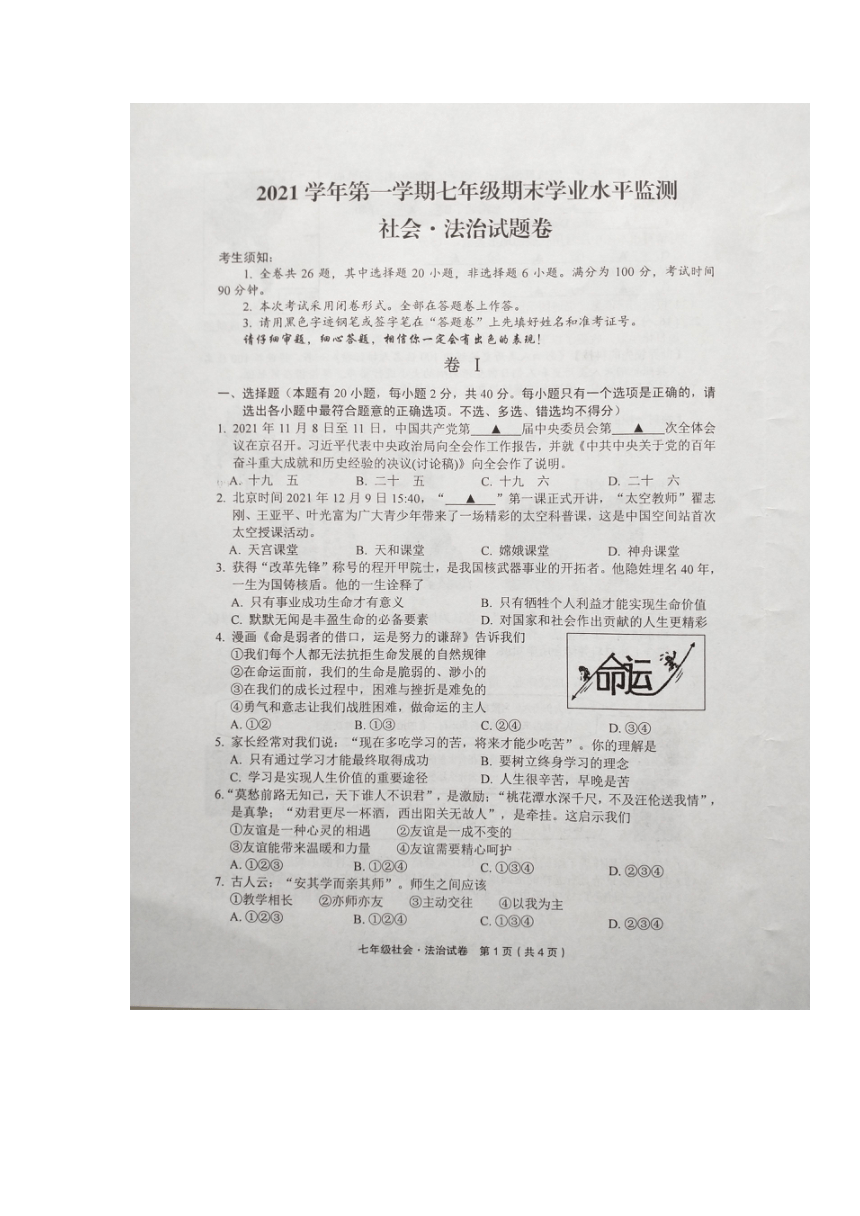 2021 学年第一学期七年级期末学业水平监测
社会·法治试题卷
考生须知：
1. 全卷共 26 题，其中选择题 20 小题，非选择题 6 小题。满分为 100 分，考试时间
90 分钟。
2. 本次考试采用闭卷形式。全部在答题卷上作答。
3. 请用黑色字迹钢笔或签字笔在“答题卷”上先填好姓名和准考证号。
请仔细审题，细心答题，相信你一定会有出色的表现！
卷 Ⅰ
一、选择题（本题有 20 小题，每小题 2 分，共 40 分。每小题只有一个选项是正确的，请
选出各小题中最符合题意的正确选项。不选、多选、错选均不得分）
1. 2021 年 11 月 8 日至 11 日，中国共产党第 ▲ 届中央委员会第 ▲ 次全体会
议在京召开。习近平代表中央政治局向全会作工作报告，并就《中共中央关于党的百年
奋斗重大成就和历史经验的决议(讨论稿)》向全会作了说明。
A. 十九 五 B. 二十 五 C. 十九 六 D. 二十 六
2. 北京时间 2021 年 12 月 9 日 15:40，“ ▲ ”第一课正式开讲，“太空教师”翟志
刚、王亚平、叶光富为广大青少年带来了一场精彩的太空科普课，这是中国空间站首次
太空授课活动。
A. 天宫课堂 B. 天和课堂 C. 嫦娥课堂 D. 神舟课堂
3. 获得“改革先锋”称号的程开甲院士，是我国核武器事业的开拓者。他隐姓埋名 40 年，
一生为国铸核盾。他的一生诠释了
A. 只有事业成功生命才有意义 B. 只有牺牲个人利益才能实现生命价值
C. 默默无闻是丰盈生命的必备要素 D. 对国家和社会作出贡献的人生更精彩
4. 漫画《命是弱者的借口，运是努力的谦辞》告诉我们
①我们每个人都无法抗拒生命发展的自然规律
②在命运面前，我们的生命是脆弱的、渺小的
③在我们的成长过程中，困难与挫折是难免的
④勇气和意志让我们战胜困难，做命运的主人
命运
A. ①② B. ①③ C. ②④ D. ③④
5. 家长经常对我们说：“现在多吃学习的苦，将来才能少吃苦”。你的理解是
A. 只有通过学习才能最终取得成功 B. 要树立终身学习的理念
C. 学习是实现人生价值的重要途径 D. 人生很辛苦，早晚是苦
6. “莫愁前路无知己，天下谁人不识君”，是激励；“桃花潭水深千尺，不及汪伦送我情”，
是真挚；“劝君更尽一杯酒，西出阳关无故人”，是牵挂。这启示我们
①友谊是一种心灵的相遇 ②友谊是一成不变的
③友谊能带来温暖和力量 ④友谊需要精心呵护
A. ①②③ B. ①②④ C. ①③④ D. ②③④
7. 古人云：“安其学而亲其师”。师生之间应该
①教学相长 ②亦师亦友 ③主动交往 ④以我为主
A. ①②③ B. ①②④ C. ①③④ D. ②③④
七年级社会·法治试卷 第 1 页（共 4 页）